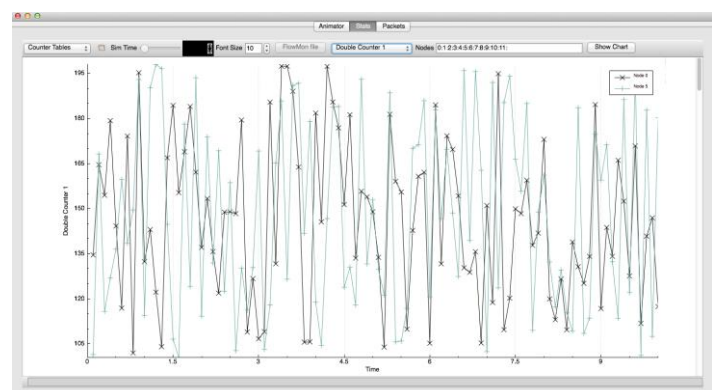 Animator Stats Packets
Counter Tables Sim Time Font Size 10 FlowMon file Double Counter 1 Nodes 0:1:2:3:4:5:6:7:8:9:10:11: Show Chart
Double Counter 1
195
180
165
150
135
120
105
0 1.5 3 4.5 6 7.5 9
Time
Node 0